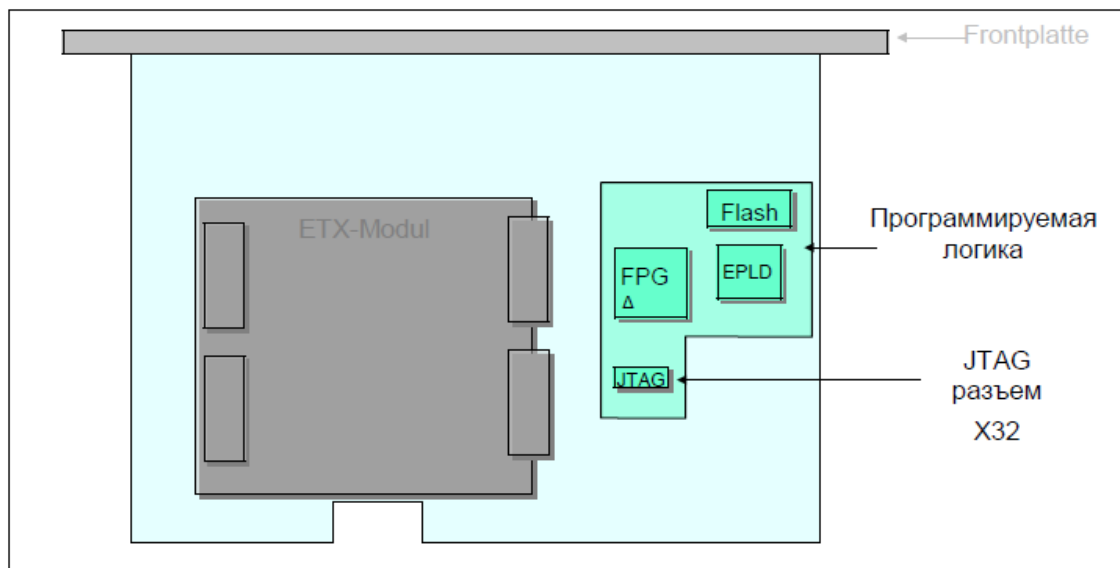 Frontplatte
ETX-Modul
Flash
Программируемая
логика
FPG
EPLD
JTAG
JTAG
разъем
X32